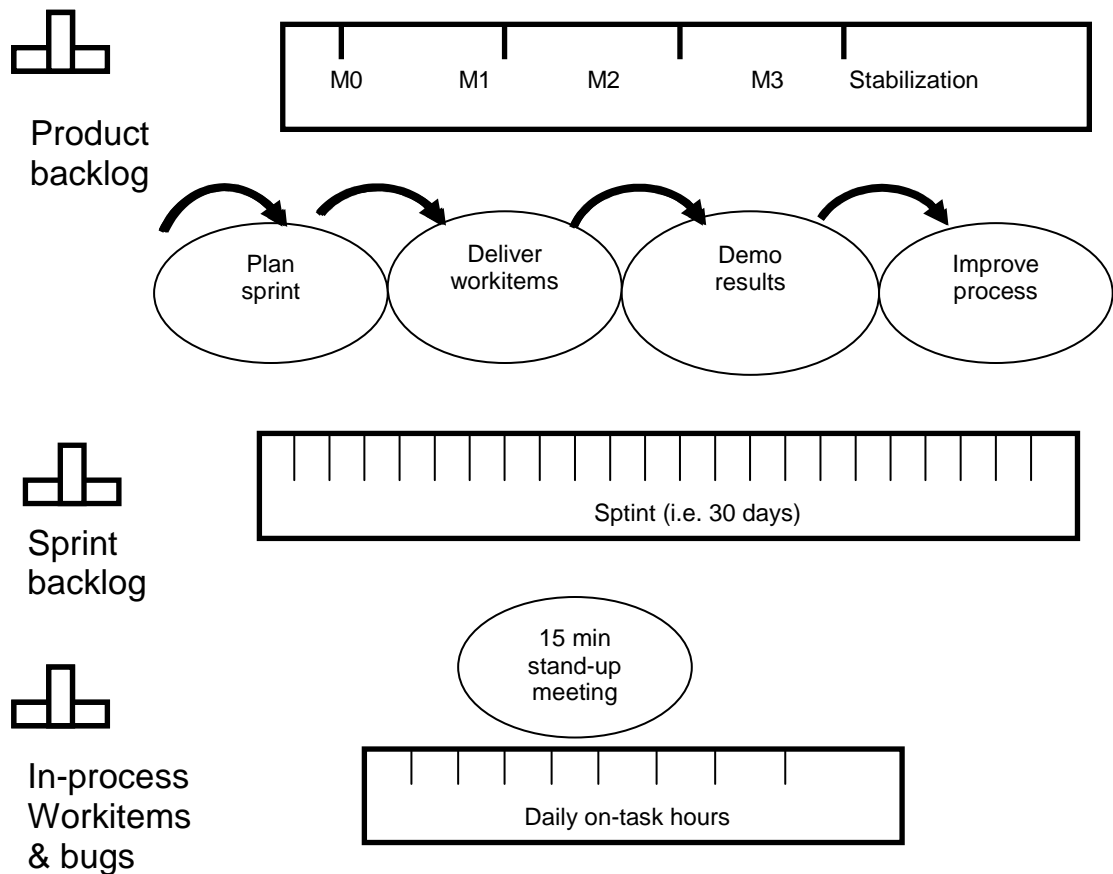 M0 M1 M2 M3 Stabilization
Product
backlog
Plan
sprint
Deliver
workitems
Demo
results
Improve
process
Sptint (i.e. 30 days)
Sprint
backlog
15 min
stand-up
meeting
In-process
Workitems
& bugs
Daily on-task hours